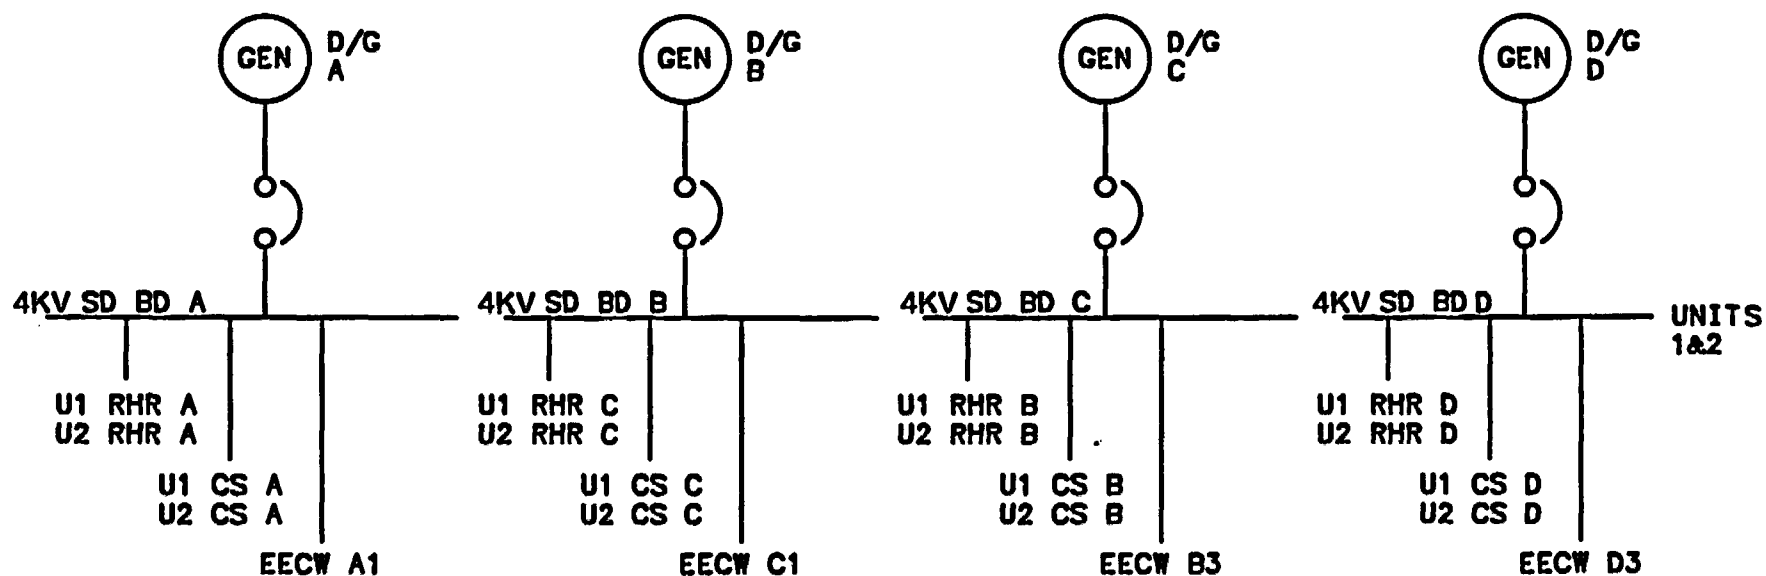 GEN D/G A
GEN D/G B
GEN D/G C
GEN D/G D
4KV SD BD A
4KV SD BD B
4KV SD BD C
4KV SD BD D
UNITS
1&2
U1 RHR A
U2 RHR A
U1 CS A
U2 CS A
EECW A1
U1 RHR C
U2 RHR C
U1 CS C
U2 CS C
EECW C1
U1 RHR B
U2 RHR B
U1 CS B
U2 CS B
EECW B3
U1 RHR D
U2 RHR D
U1 CS D
U2 CS D
EECW D3